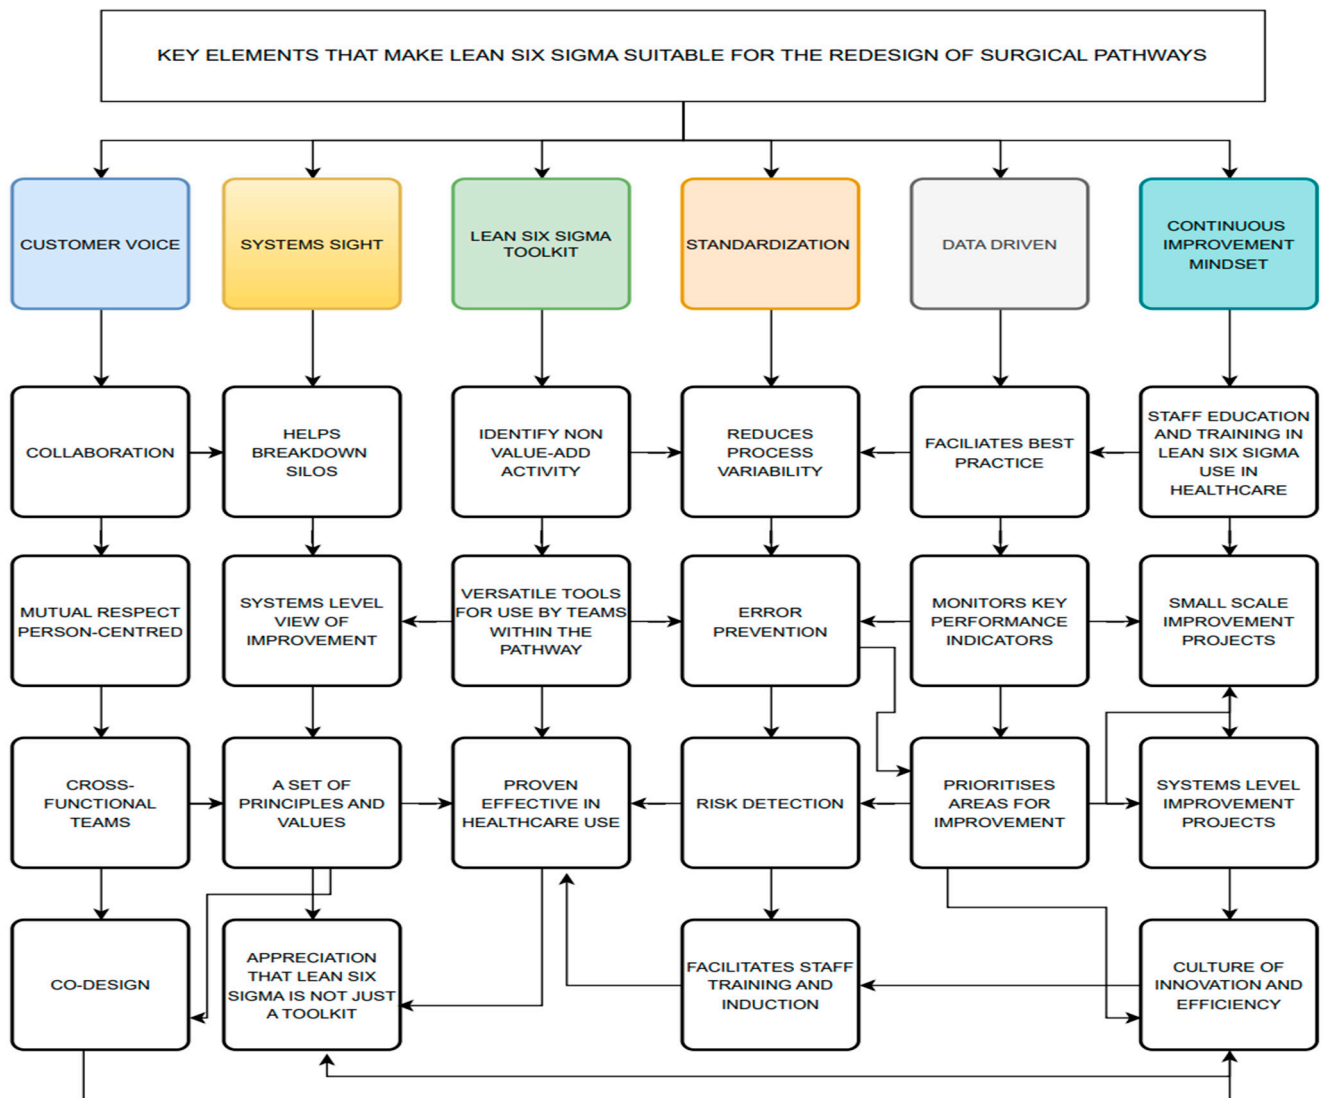 KEY ELEMENTS THAT MAKE LEAN SIX SIGMA SUITABLE FOR THE REDESIGN OF SURGICAL PATHWAYS
CUSTOMER VOICE
SYSTEMS SIGHT
LEAN SIX SIGMA
TOOLKIT
STANDARDIZATION
DATA DRIVEN
CONTINUOUS
IMPROVEMENT
MINDSET
COLLABORATION
HELPS
BREAKDOWN
SILOS
IDENTIFY NON
VALUE-ADD
ACTIVITY
REDUCES
PROCESS
VARIABILITY
FACILIATES BEST
PRACTICE
STAFF EDUCATION
AND TRAINING IN
LEAN SIX SIGMA
USE IN
HEALTHCARE
MUTUAL RESPECT
PERSON-CENTRED
SYSTEMS LEVEL
VIEW OF
IMPROVEMENT
VERSATILE TOOLS
FOR USE BY TEAMS
WITHIN THE
PATHWAY
ERROR
PREVENTION
MONITORS KEY
PERFORMANCE
INDICATORS
SMALL SCALE
IMPROVEMENT
PROJECTS
CROSS-
FUNCTIONAL
TEAMS
A SET OF
PRINCIPLES AND
VALUES
PROVEN
EFFECTIVE IN
HEALTHCARE USE
RISK DETECTION
PRIORITISES
AREAS FOR
IMPROVEMENT
SYSTEMS LEVEL
IMPROVEMENT
PROJECTS
CO-DESIGN
APPRECIATION
THAT LEAN SIX
SIGMA IS NOT JUST
A TOOLKIT
FACILITATES STAFF
TRAINING AND
INDUCTION
CULTURE OF
INNOVATION AND
EFFICIENCY